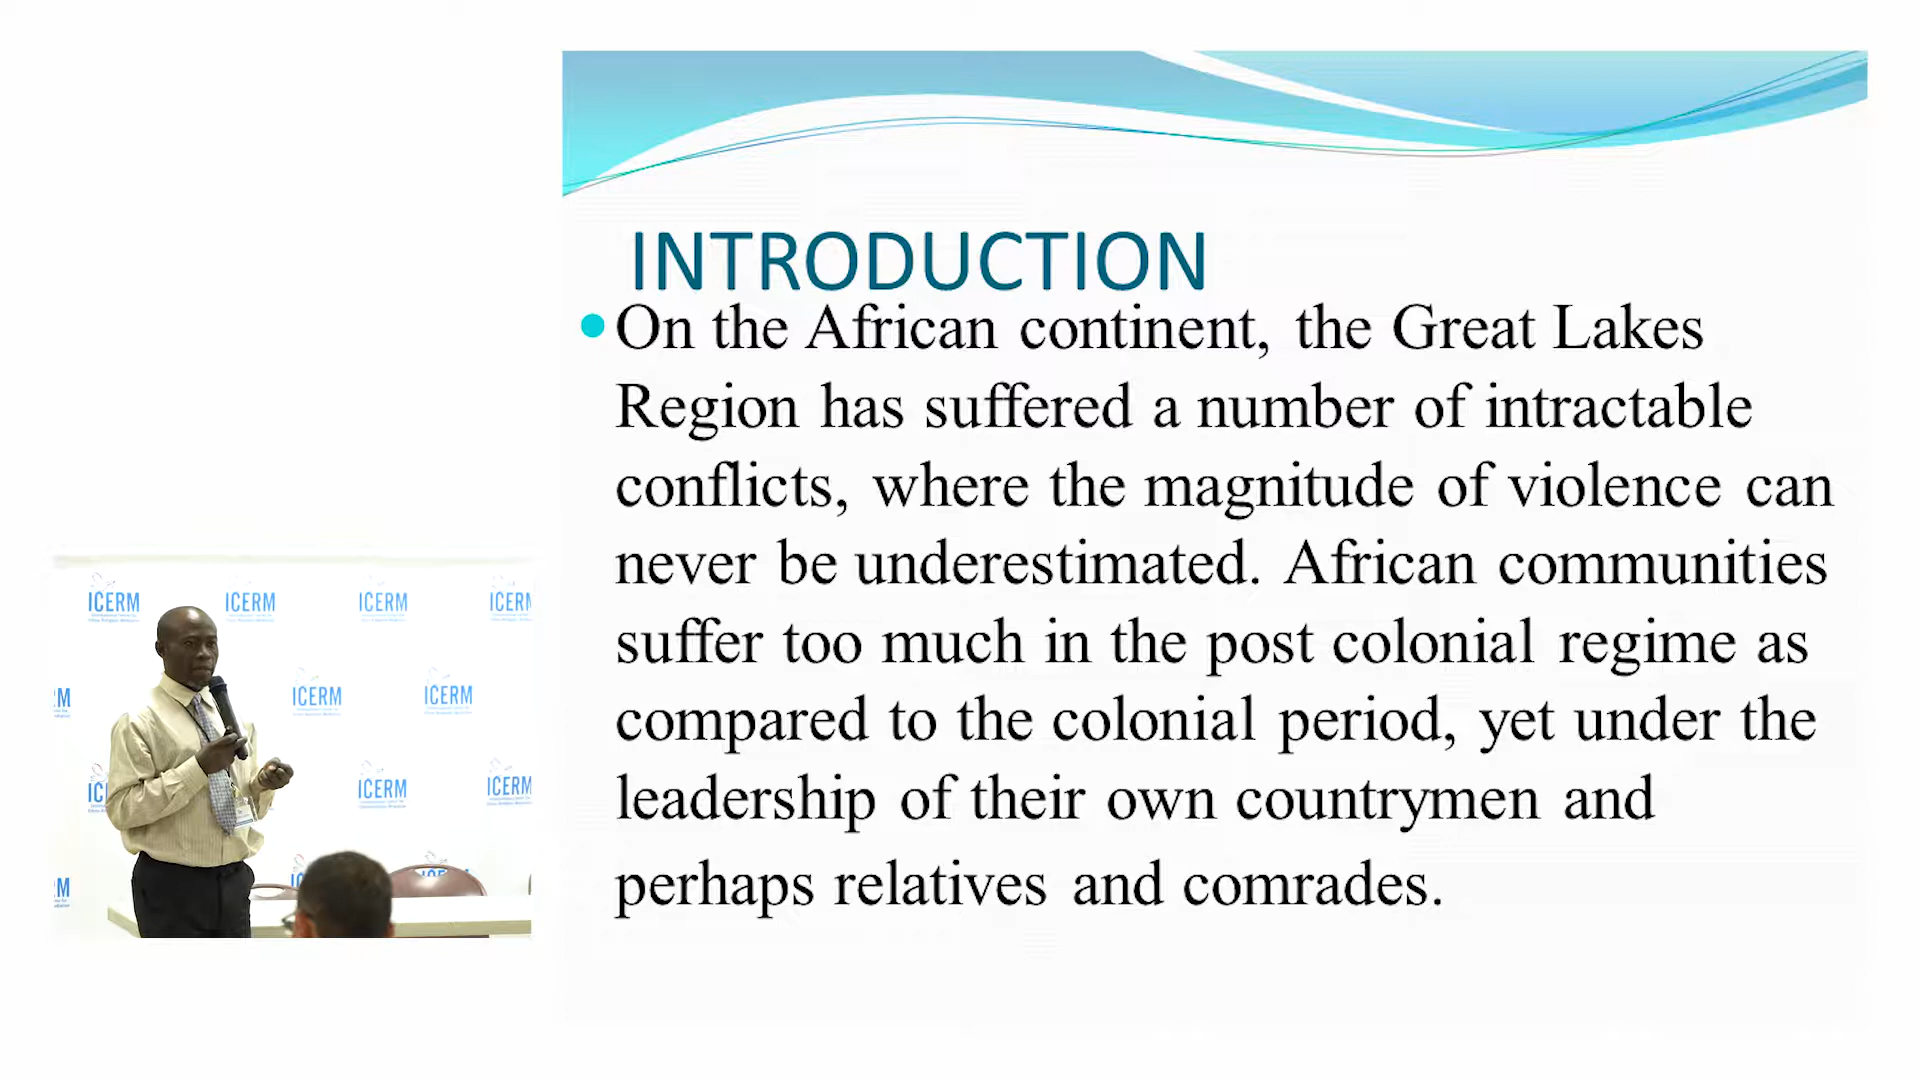 INTRODUCTION
On the African continent, the Great Lakes
Region has suffered a number of intractable
conflicts, where the magnitude of violence can
never be underestimated. African communities
suffer too much in the post colonial regime as
compared to the colonial period, yet under the
leadership of their own countrymen and
perhaps relatives and comrades.
ICERM
ICERM
ICERM
ICERM
ICERM
ICERM
ICERM
ICERM